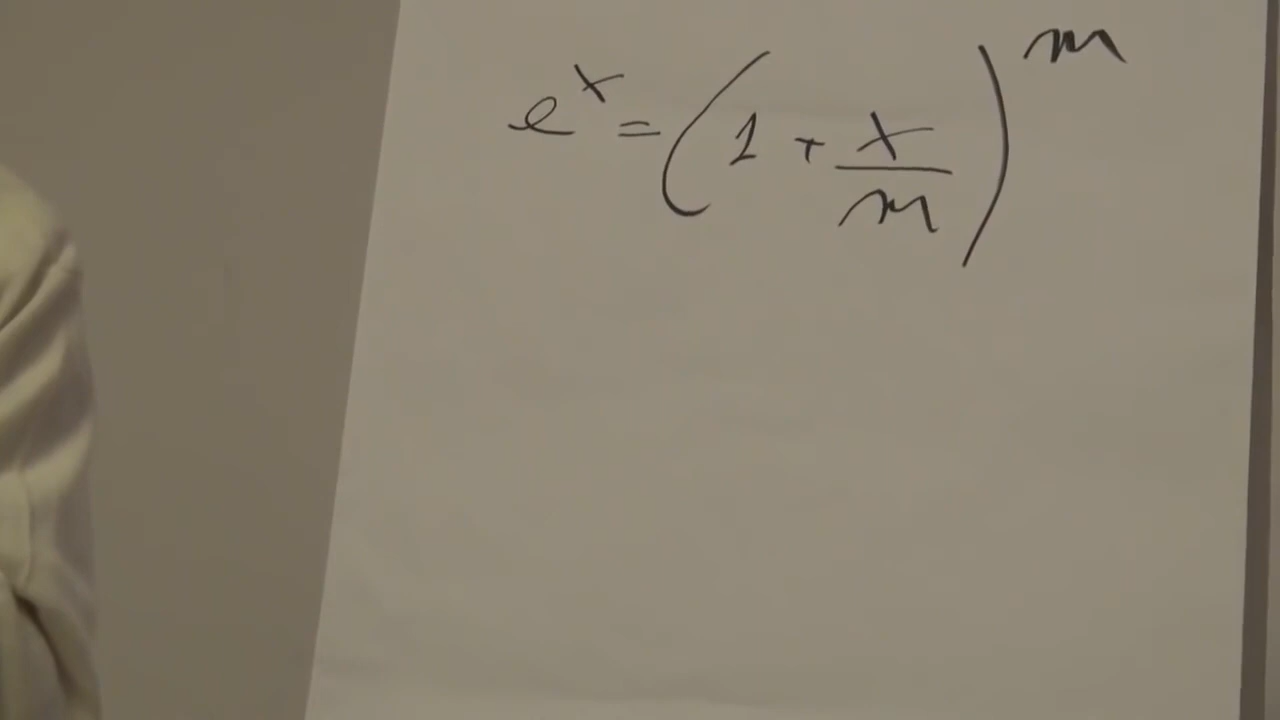 e^x = (1 + x/m)^m